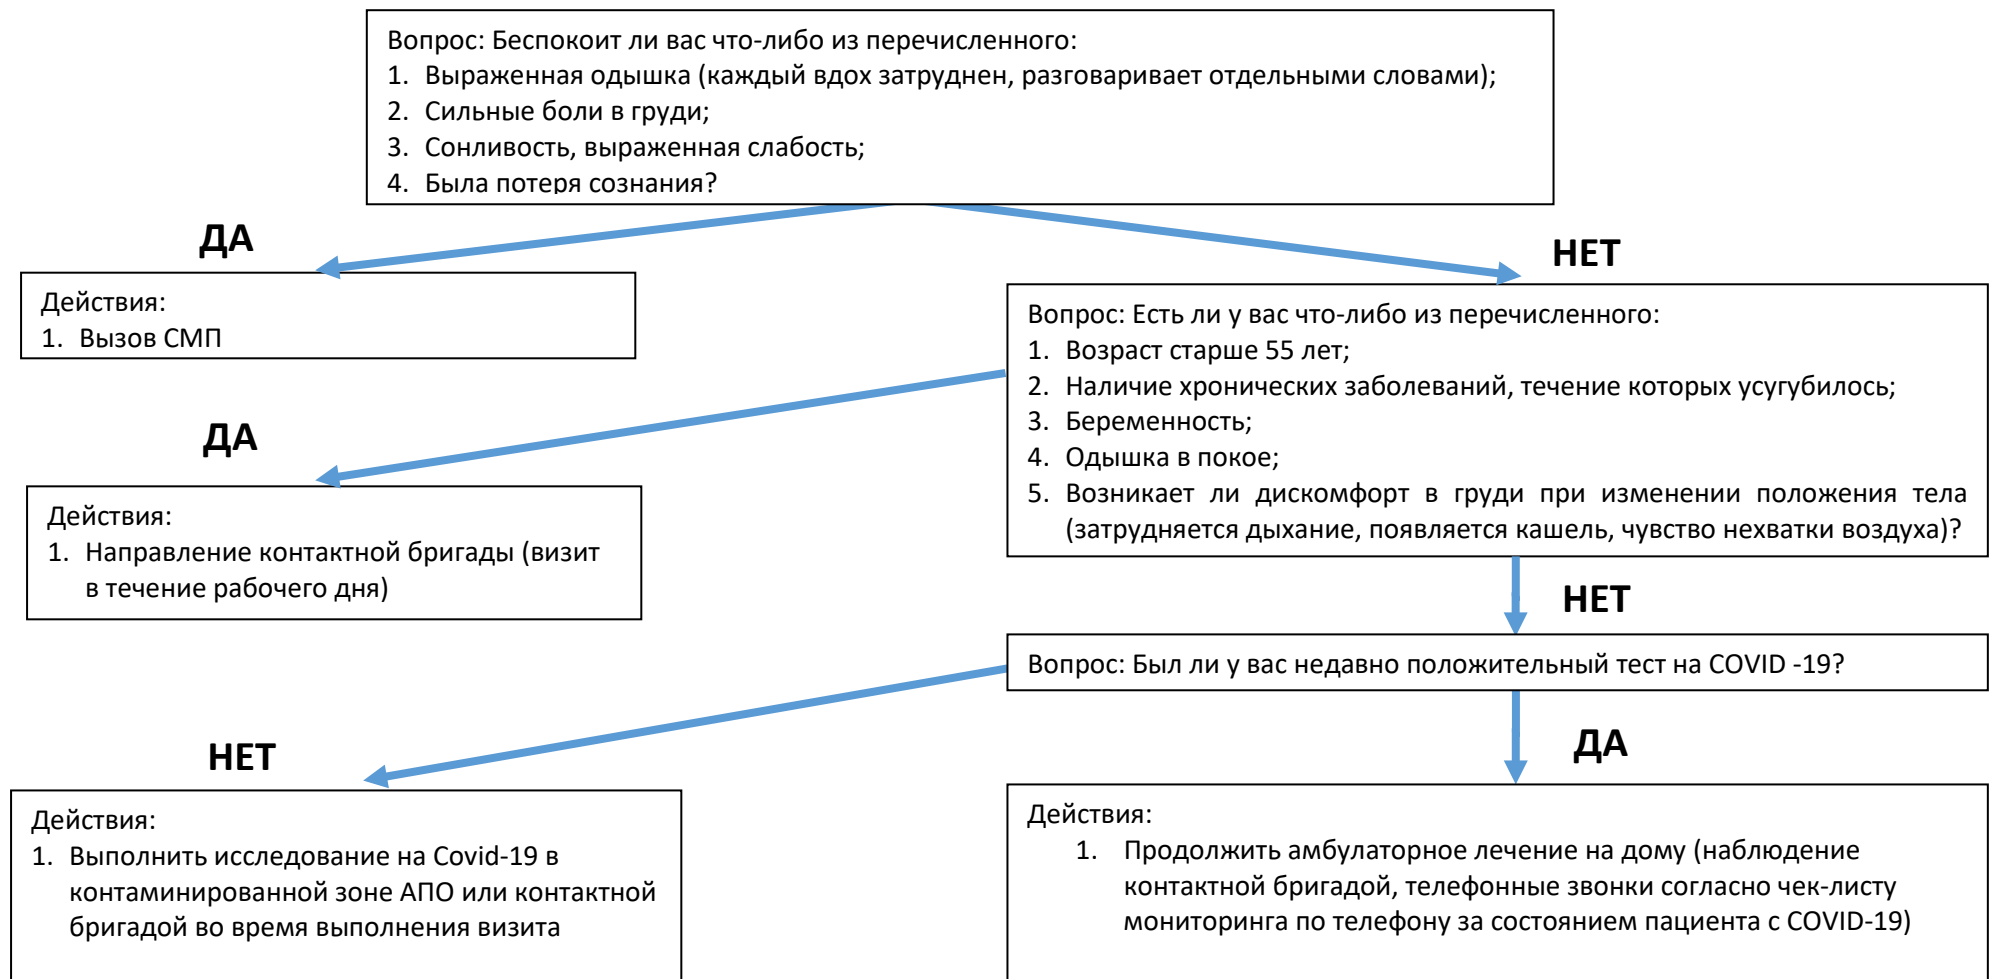 Вопрос: Беспокоит ли вас что-либо из перечисленного:
1. Выраженная одышка (каждый вдох затруднен, разговаривает отдельными словами);
2. Сильные боли в груди;
3. Сонливость, выраженная слабость;
4. Была потеря сознания?
ДА
НЕТ
Действия:
1. Вызов СМП
Вопрос: Есть ли у вас что-либо из перечисленного:
1. Возраст старше 55 лет;
2. Наличие хронических заболеваний, течение которых усугубилось;
3. Беременность;
4. Одышка в покое;
5. Возникает ли дискомфорт в груди при изменении положения тела
(затрудняется дыхание, появляется кашель, чувство нехватки воздуха)?
ДА
Действия:
1. Направление контактной бригады (визит
в течение рабочего дня)
НЕТ
Вопрос: Был ли у вас недавно положительный тест на COVID -19?
НЕТ
ДА
Действия:
1. Выполнить исследование на Covid-19 в
контаминированной зоне АПО или контактной
бригадой во время выполнения визита
Действия:
1. Продолжить амбулаторное лечение на дому (наблюдение
контактной бригадой, телефонные звонки согласно чек-листу
мониторинга по телефону за состоянием пациента с COVID-19)